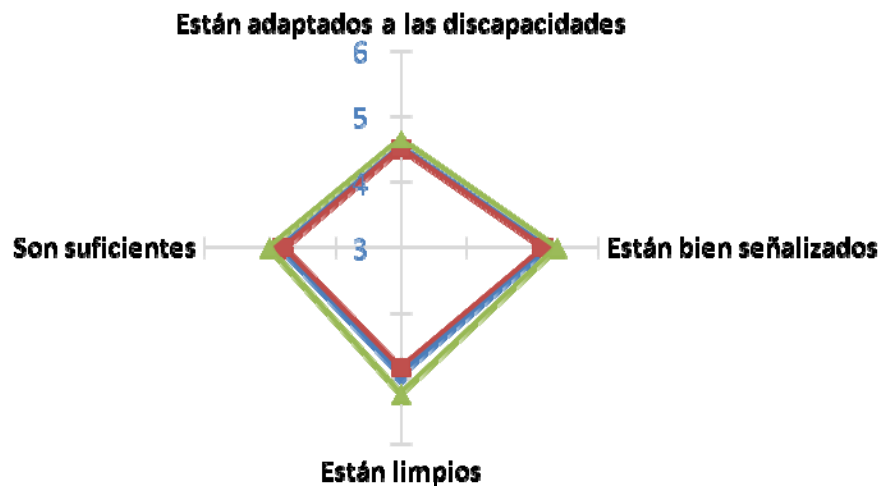 Están adaptados a las discapacidades
6
5
4
Son suficientes
3
Están bien señalizados
Están limpios